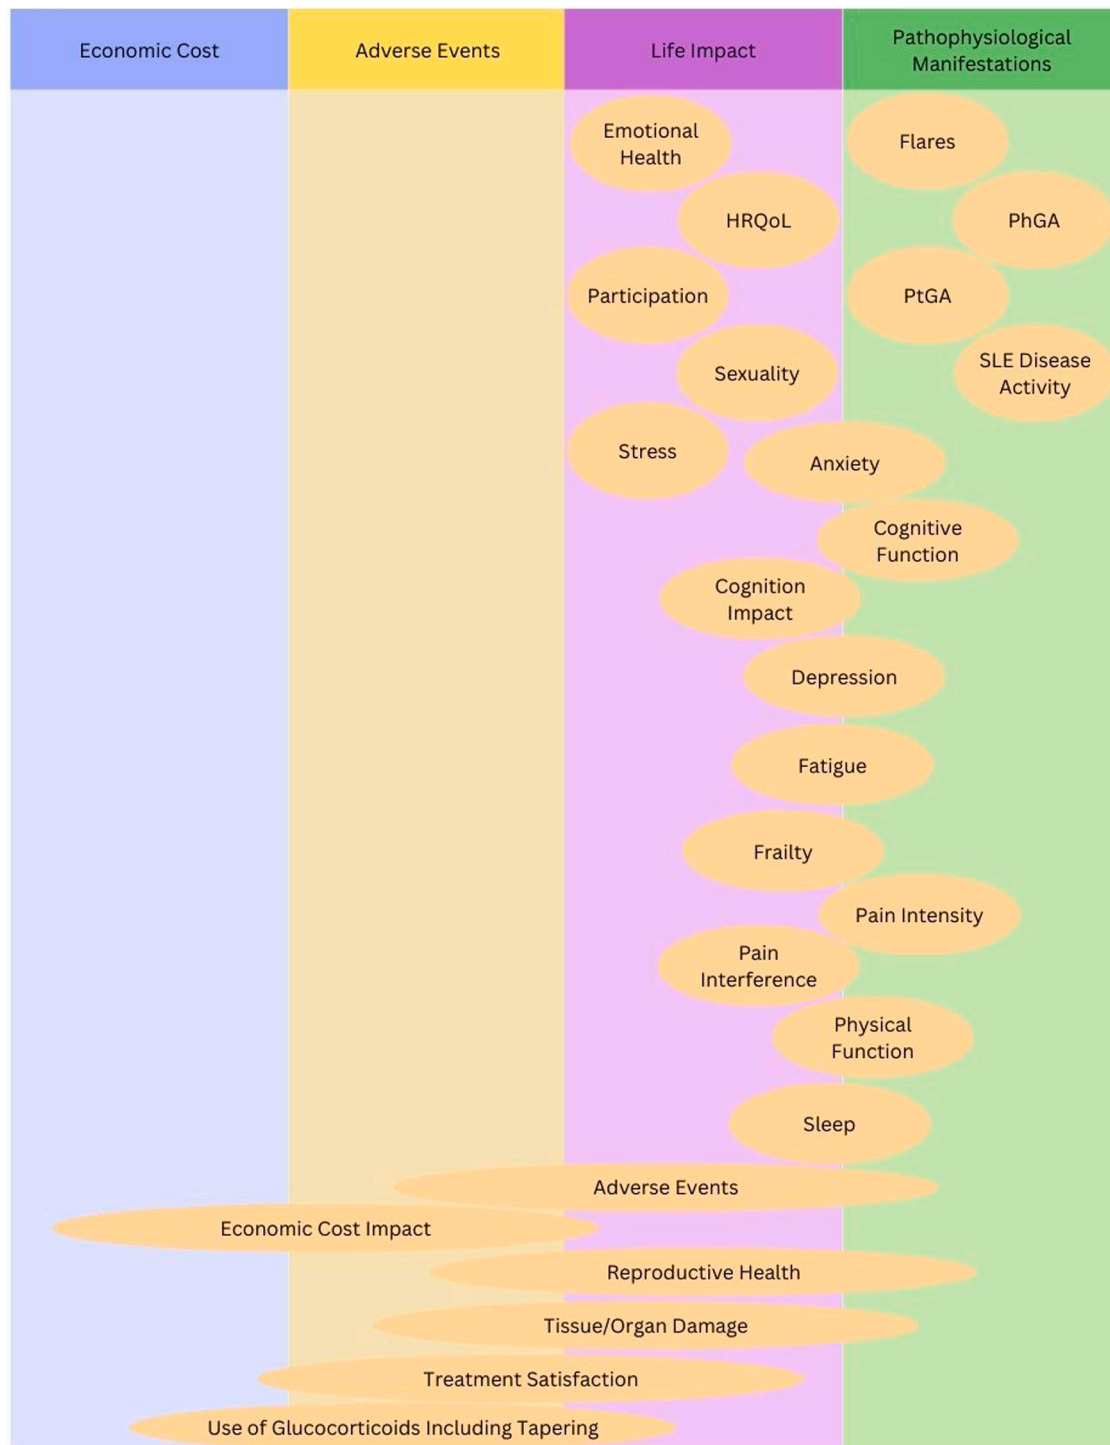 Economic Cost
Adverse Events
Life Impact
Pathophysiological
Manifestations
Emotional
Health
Flares
HRQoL
PhGA
Participation
PtGA
Sexuality
SLE Disease
Activity
Stress
Anxiety
Cognitive
Function
Cognition
Impact
Depression
Fatigue
Frailty
Pain Intensity
Pain
Interference
Physical
Function
Sleep
Adverse Events
Economic Cost Impact
Reproductive Health
Tissue/Organ Damage
Treatment Satisfaction
Use of Glucocorticoids Including Tapering